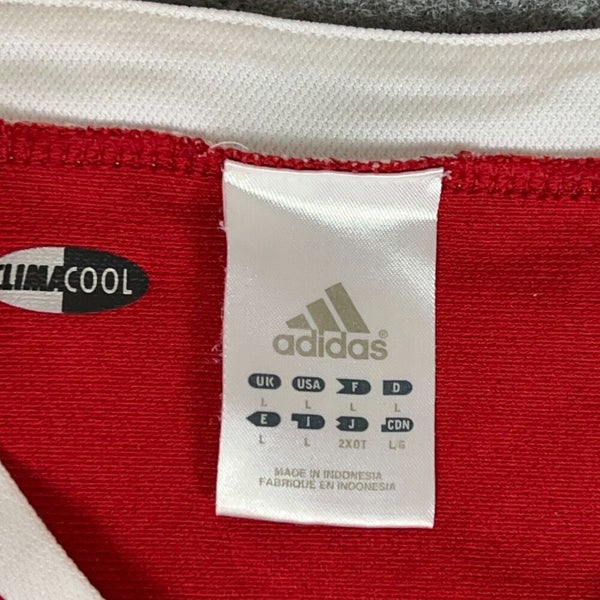 CLIMACOOL
adidas®
UK USA F D
L L L L
E I J CDN
L L 2XOT L/G
MADE IN INDONESIA
FABRIQUE EN INDONESIA